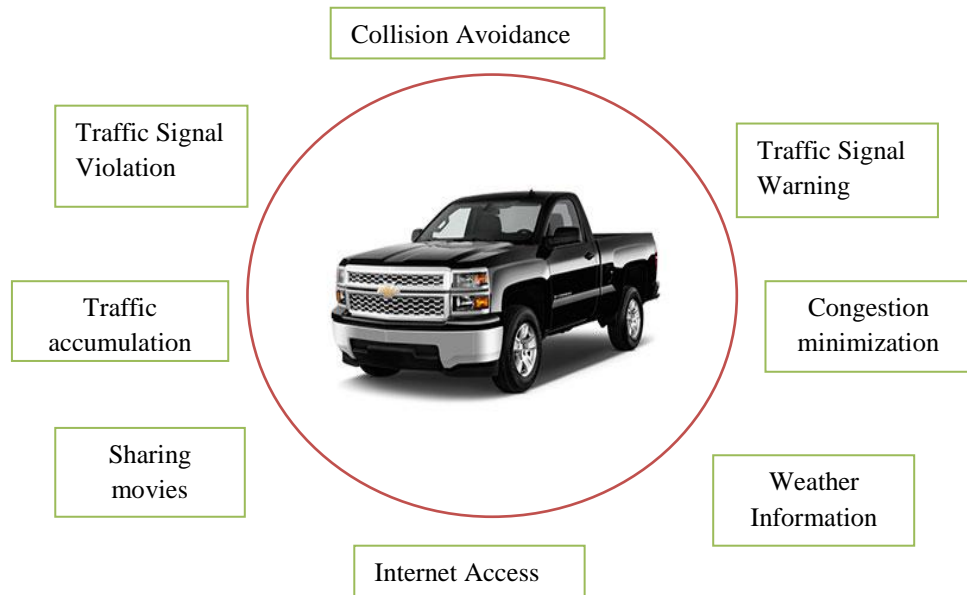 Collision Avoidance
Traffic Signal
Violation
Traffic Signal
Warning
Traffic
accumulation
Congestion
minimization
Sharing
movies
Weather
Information
Internet Access